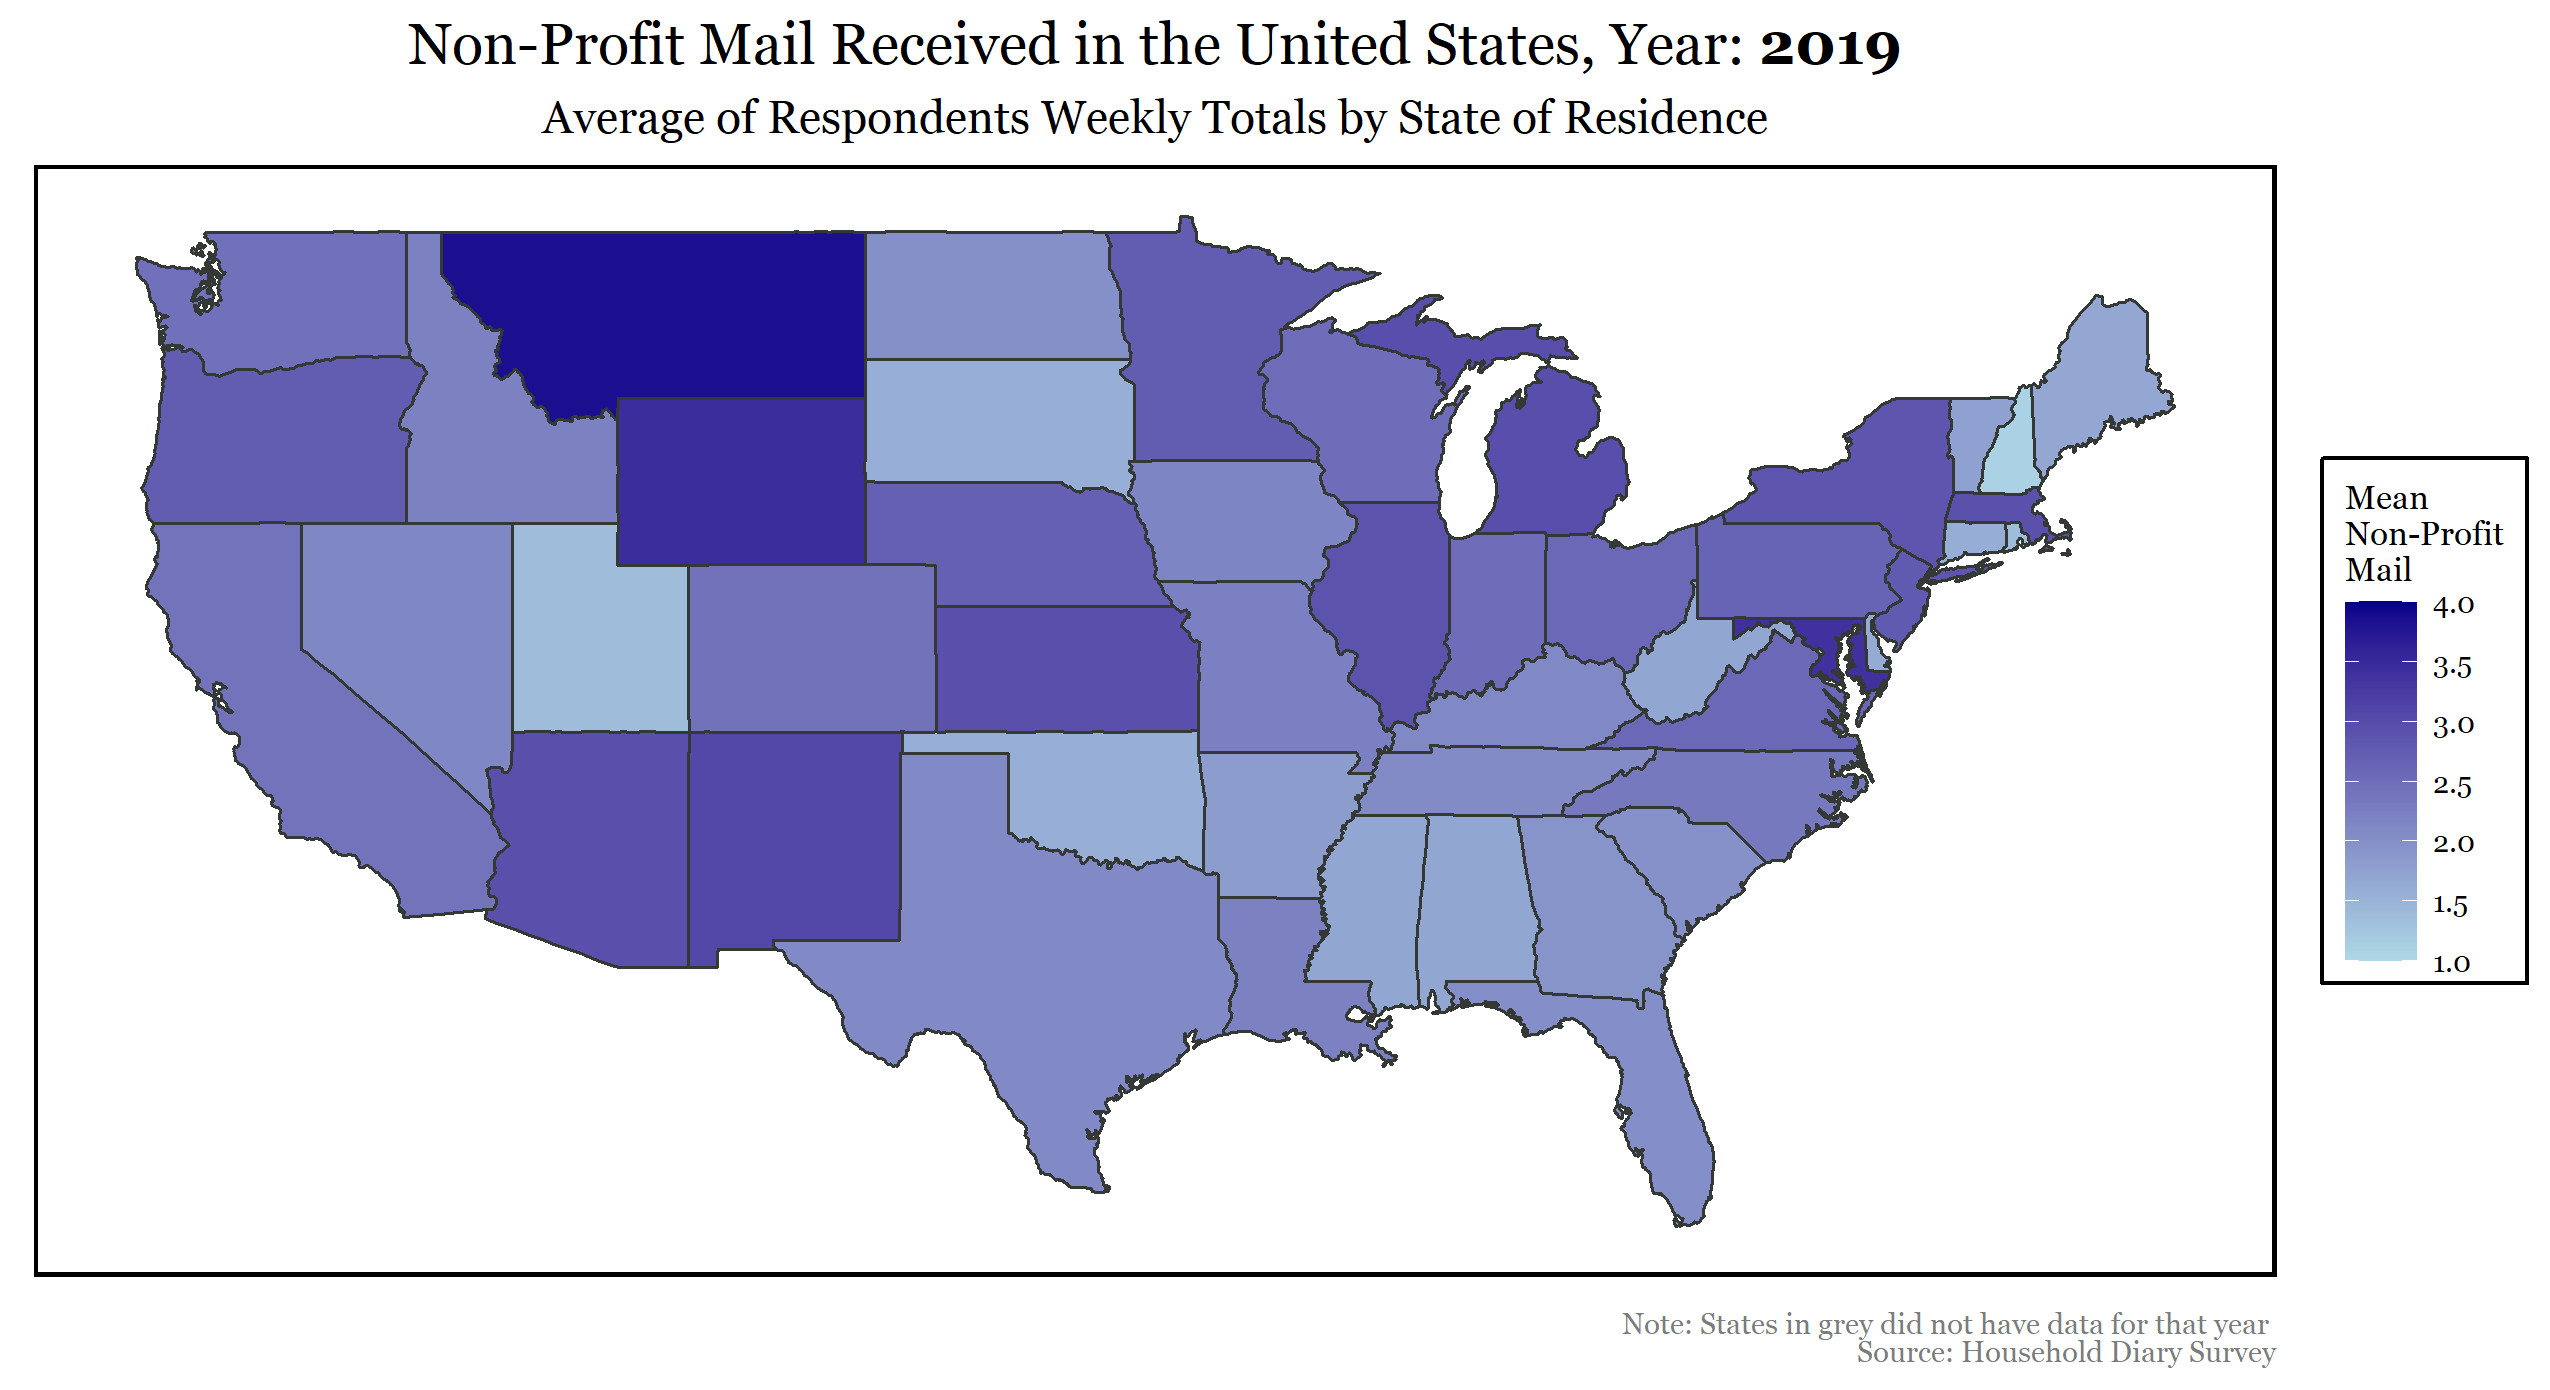 Non-Profit Mail Received in the United States, Year: 2019
Average of Respondents Weekly Totals by State of Residence
Mean
Non-Profit
Mail
4.0
3.5
3.0
2.5
2.0
1.5
1.0
Note: States in grey did not have data for that year
Source: Household Diary Survey